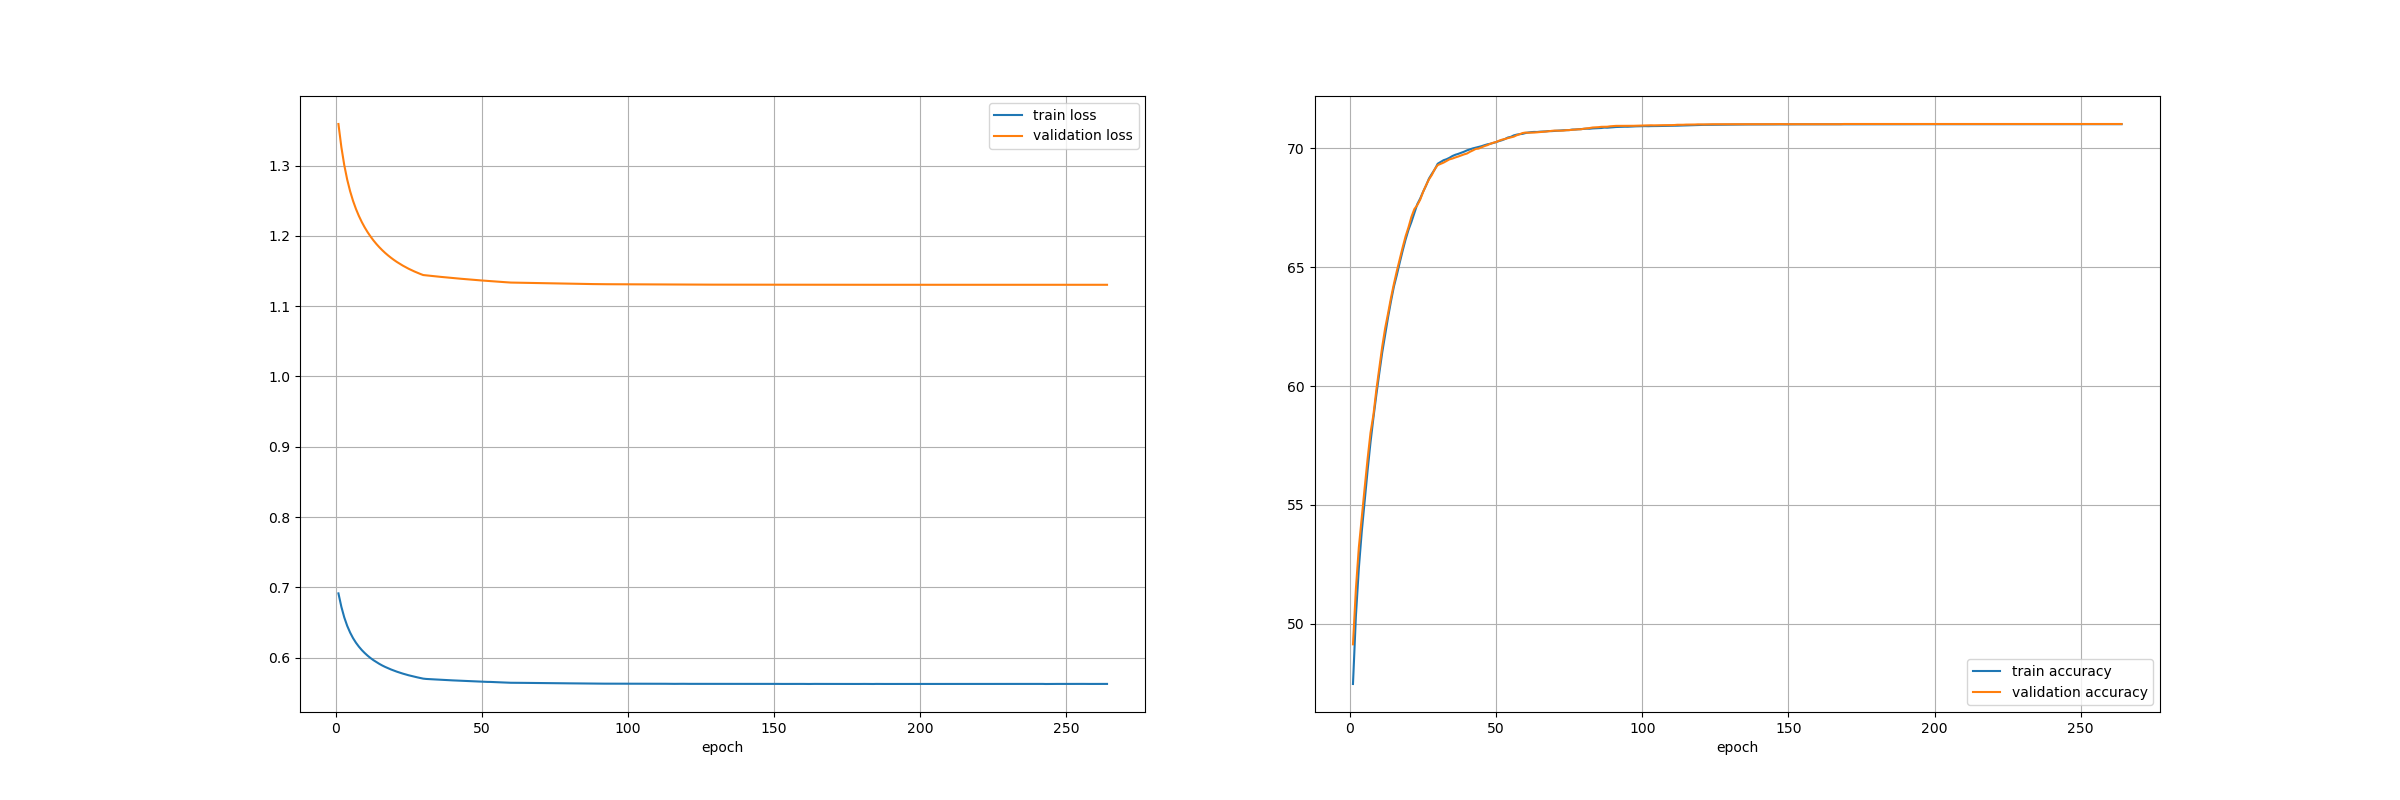 train loss
validation loss
1.3
1.2
1.1
1.0
0.9
0.8
0.7
0.6
0 50 100 150 200 250
epoch
70
65
60
55
50
train accuracy
validation accuracy
0 50 100 150 200 250
epoch